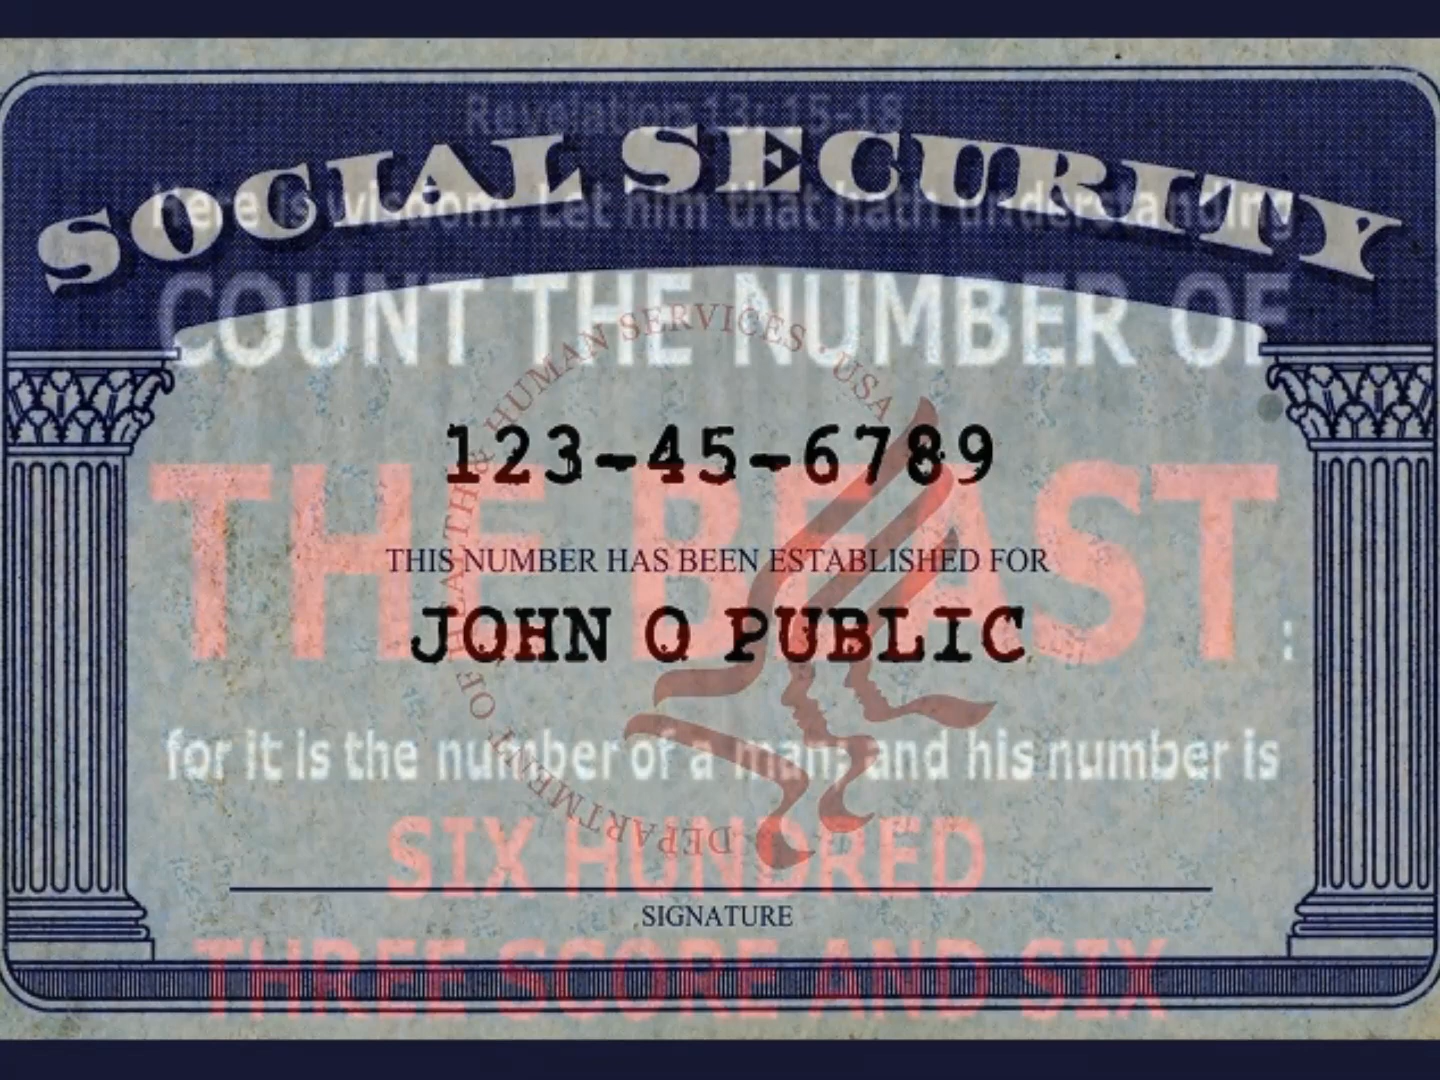 Revelation 13: 15-18
SOCIAL SECURITY
Here is wisdom. Let him that hath understanding
COUNT THE NUMBER OF
DEPARTMENT OF HEALTH & HUMAN SERVICES · USA
123-45-6789
THE BEAST :
THIS NUMBER HAS BEEN ESTABLISHED FOR
JOHN Q PUBLIC
for it is the number of a man; and his number is
SIX HUNDRED
SIGNATURE
THREE SCORE AND SIX